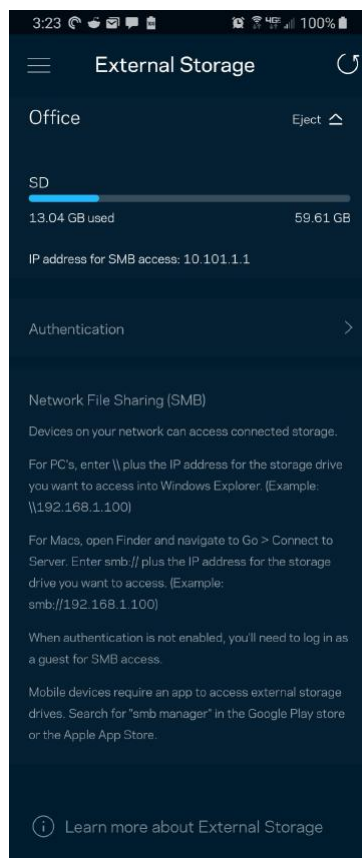 3:23 100%
External Storage
Office Eject
SD
13.04 GB used 59.61 GB
IP address for SMB access: 10.101.1.1
Authentication
Network File Sharing (SMB)
Devices on your network can access connected storage.
For PC's, enter \\ plus the IP address for the storage drive
you want to access into Windows Explorer. (Example:
\\192.168.1.100)
For Macs, open Finder and navigate to Go > Connect to
Server. Enter smb:// plus the IP address for the storage
drive you want to access. (Example:
smb://192.168.1.100)
When authentication is not enabled, you'll need to log in as
a guest for SMB access.
Mobile devices require an app to access external storage
drives. Search for "smb manager" in the Google Play store
or the Apple App Store.
Learn more about External Storage